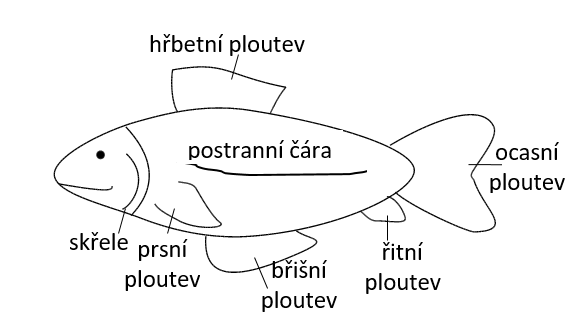 hřbetní ploutev
postranní čára
ocasní
ploutev
skřele
prsní
ploutev
břišní
ploutev
řitní
ploutev